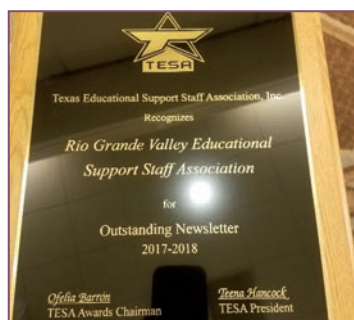 TESA
Texas Educational Support Staff Association, Inc.
Recognizes
Rio Grande Valley Educational
Support Staff Association
for
Outstanding Newsletter
2017-2018
Ofelia Barrón
TESA Awards Chairman
Teena Hancock
TESA President